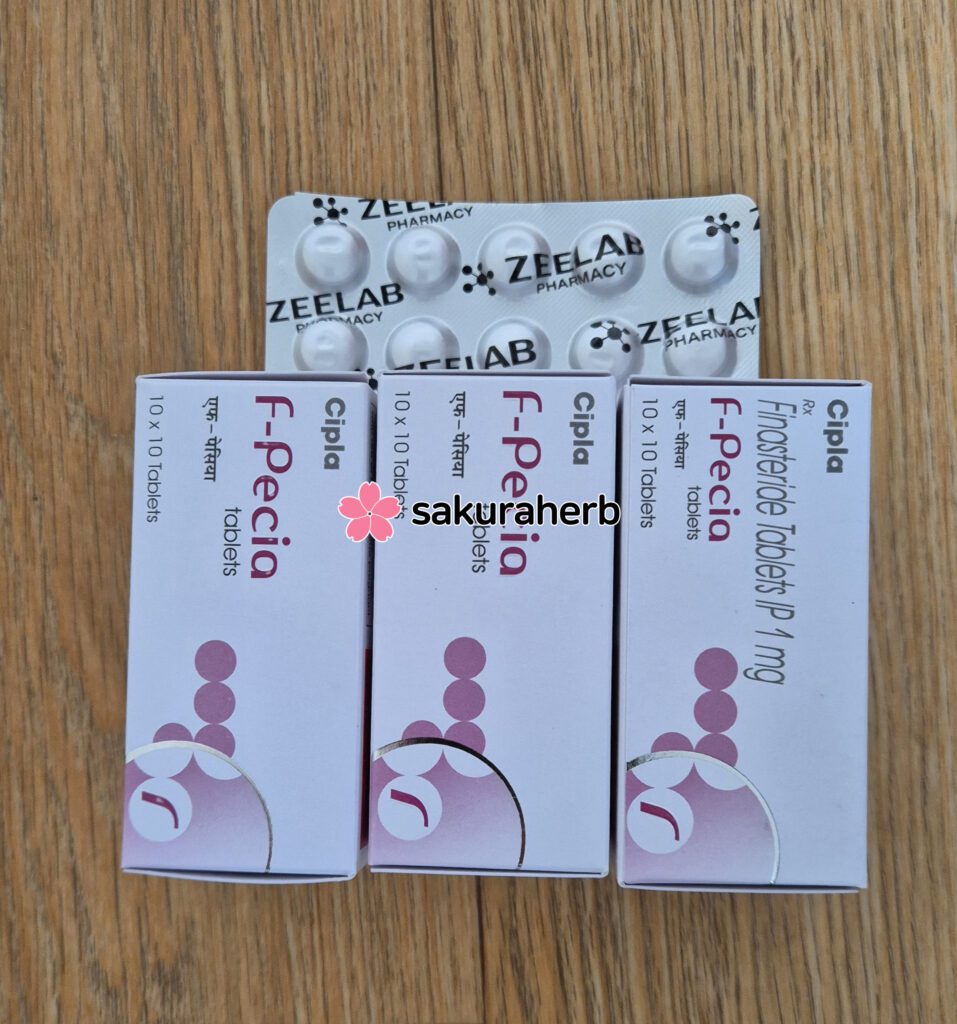 ZEELAB
PHARMACY
ZEELAB
PHARMACY
ZEELAB
PHARMACY
ZEELAB
PHARMACY
ZEELAB
Cipla
F-Pecia
tablets
एफ-पेसिया
10 x 10 Tablets
Cipla
F-Pecia
tablets
एफ-पेसिया
10 x 10 Tablets
Cipla
Rx
Finasteride Tablets IP 1 mg
F-Pecia
tablets
एफ-पेसिया
10 x 10 Tablets
sakuraherb